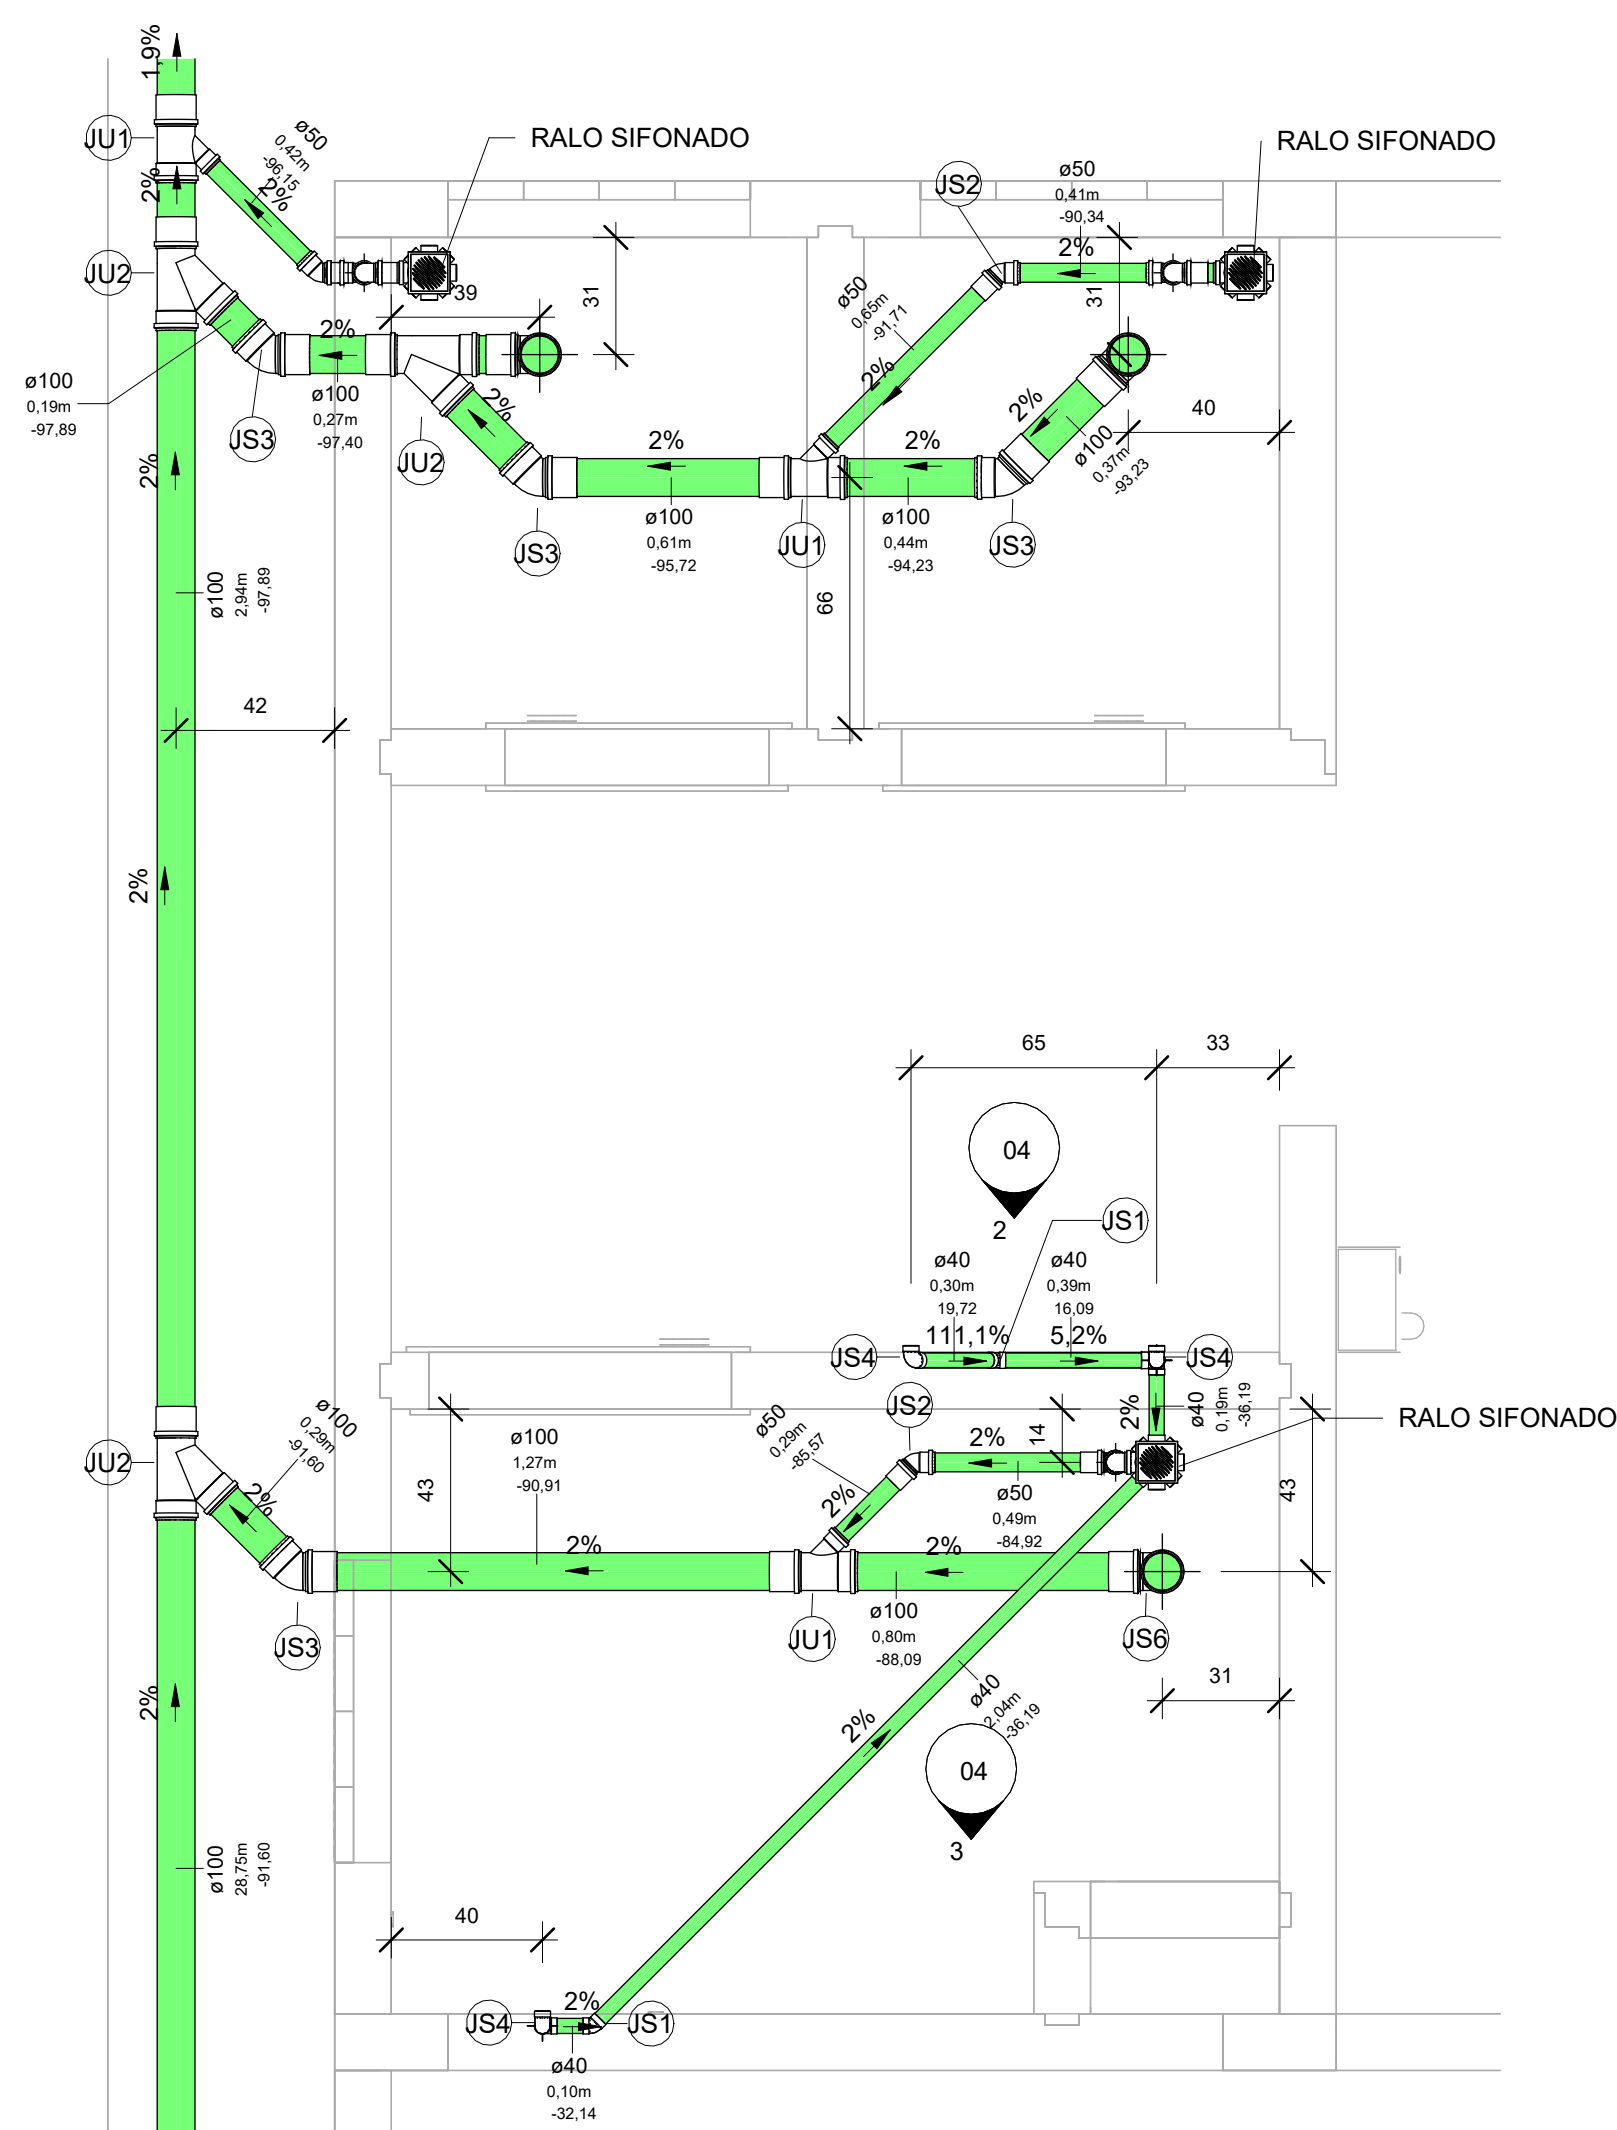 1,9%
JU1
ø50
0,42m
-96,15
2%
RALO SIFONADO
RALO SIFONADO
2%
JS2
ø50
0,41m
-90,34
2%
JU2
39
31
ø50
0,65m
-91,71
2%
31
2%
ø100
0,19m
-97,89
JS3
ø100
0,27m
-97,40
JU2
2%
2%
2%
2%
ø100
0,37m
-93,23
40
2%
JS3
ø100
0,61m
-95,72
JU1
ø100
0,44m
-94,23
JS3
ø100
2,94m
-97,89
66
42
2%
65
33
04
2
JS1
ø40
0,30m
19,72
ø40
0,39m
16,09
JS4
111,1%
5,2%
JS4
JS2
2%
ø40
0,19m
-36,19
RALO SIFONADO
JU2
ø100
0,29m
-91,60
2%
43
ø100
1,27m
-90,91
ø50
0,29m
-85,57
2%
2%
14
ø50
0,49m
-84,92
43
2%
2%
JS3
JU1
ø100
0,80m
-88,09
JS6
2%
31
ø40
2,04m
-36,19
2%
04
3
ø100
28,75m
-91,60
40
JS4
2%
JS1
ø40
0,10m
-32,14